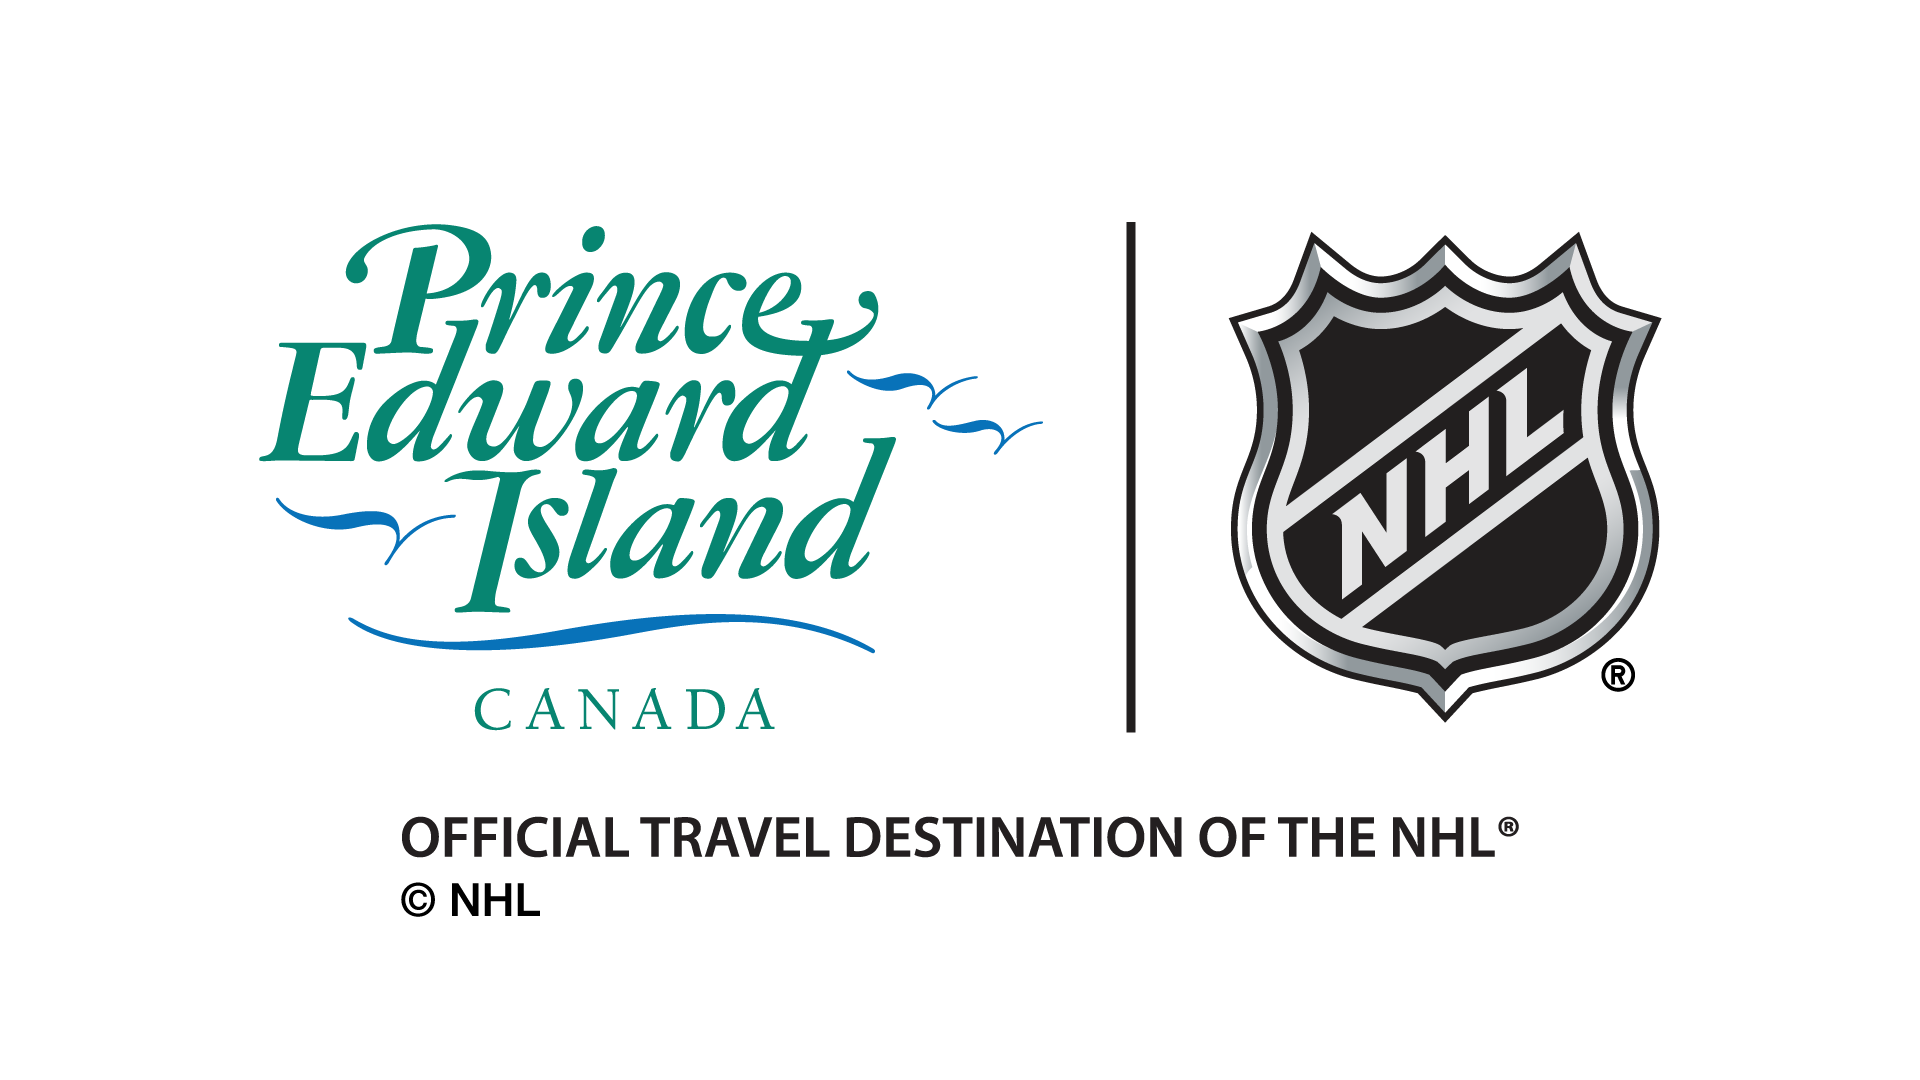 Prince
Edward
Island
CANADA
NHL
®
OFFICIAL TRAVEL DESTINATION OF THE NHL®
© NHL